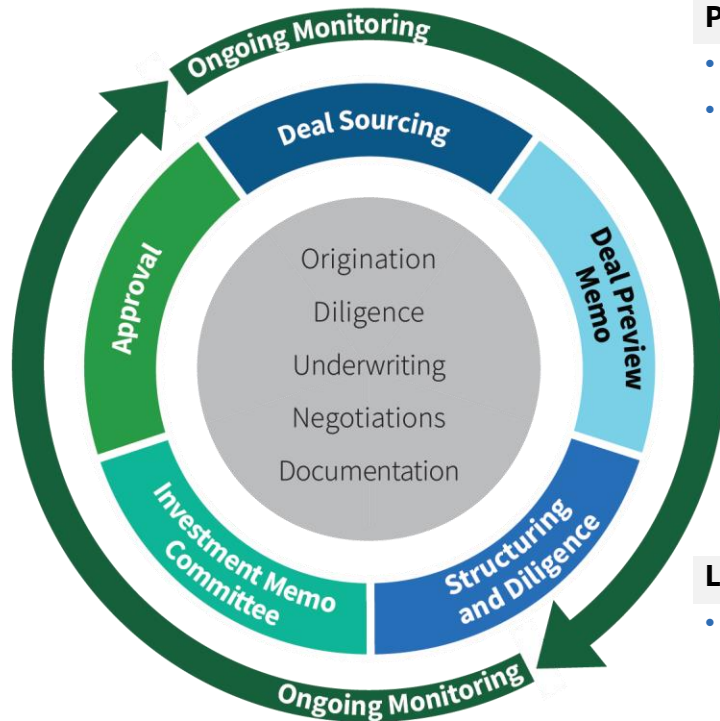 Ongoing Monitoring
Deal Sourcing
Deal Preview
Memo
Structuring
and Diligence
Investment Memo
Committee
Approval
Origination
Diligence
Underwriting
Negotiations
Documentation
Ongoing Monitoring
P
L